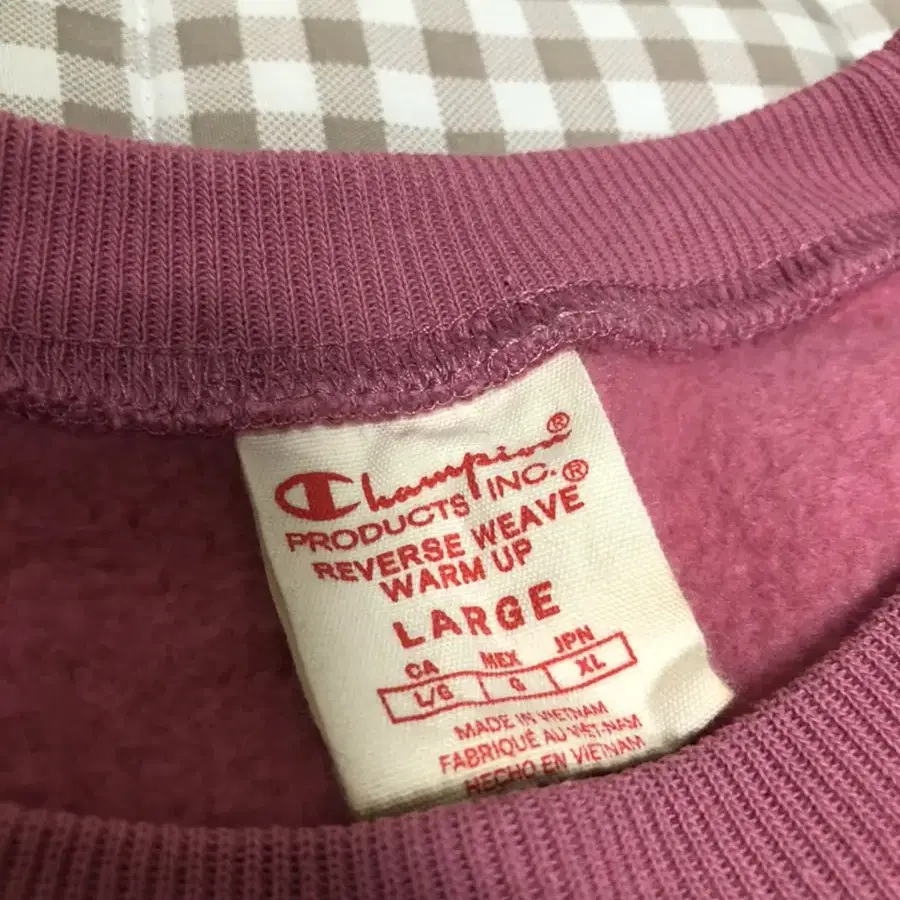 Champion®
PRODUCTS INC.®
REVERSE WEAVE
WARM UP
LARGE
CA MEX JPN
L/G G XL
MADE IN VIETNAM
FABRIQUÉ AU VIET-NAM
HECHO EN VIETNAM